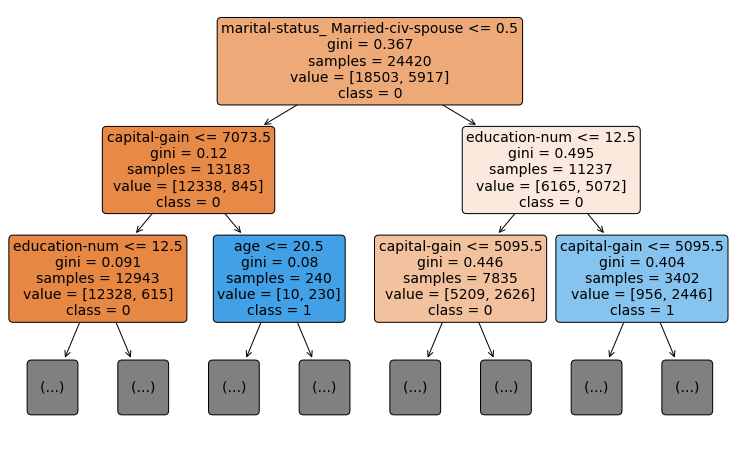 marital-status_ Married-civ-spouse <= 0.5
gini = 0.367
samples = 24420
value = [18503, 5917]
class = 0
capital-gain <= 7073.5
gini = 0.12
samples = 13183
value = [12338, 845]
class = 0
education-num <= 12.5
gini = 0.495
samples = 11237
value = [6165, 5072]
class = 0
education-num <= 12.5
gini = 0.091
samples = 12943
value = [12328, 615]
class = 0
age <= 20.5
gini = 0.08
samples = 240
value = [10, 230]
class = 1
capital-gain <= 5095.5
gini = 0.446
samples = 7835
value = [5209, 2626]
class = 0
capital-gain <= 5095.5
gini = 0.404
samples = 3402
value = [956, 2446]
class = 1
(...)
(...)
(...)
(...)
(...)
(...)
(...)
(...)